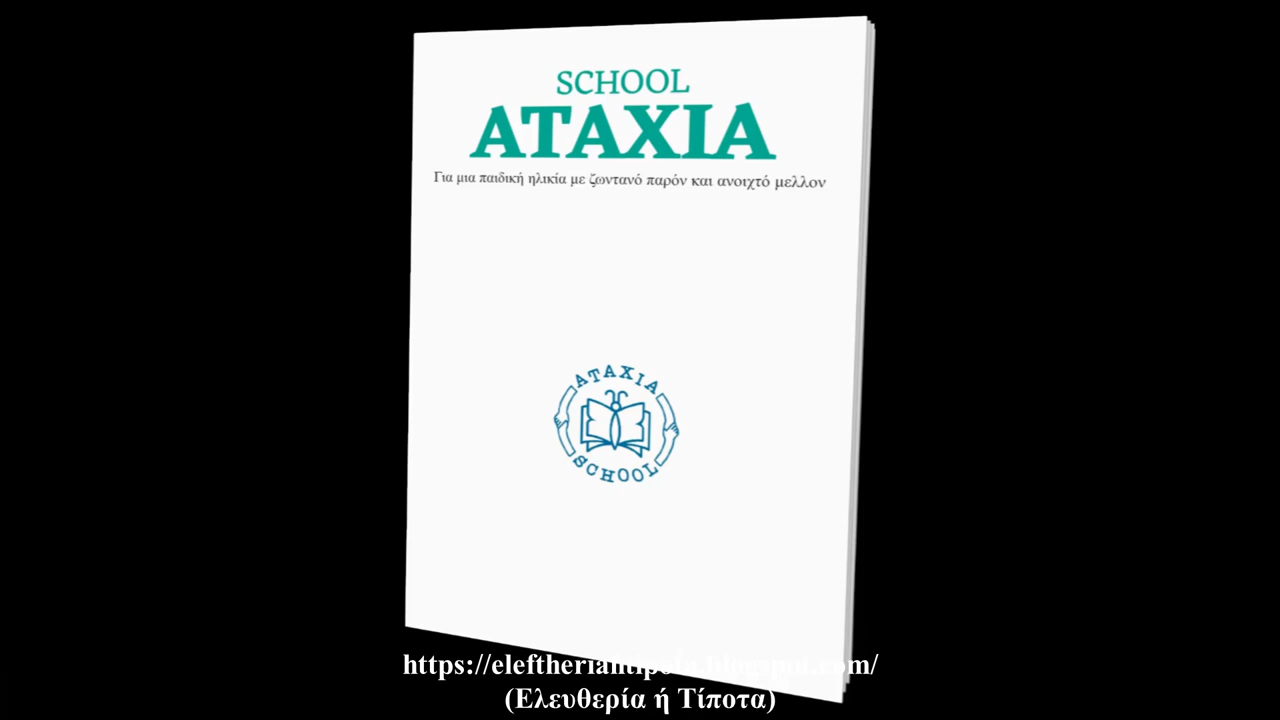 SCHOOL
ATAXIA
Για μια παιδική ηλικία με ζωντανό παρόν και ανοιχτό μελλον
ATAXIA
SCHOOL
(Ελευθερία ή Τίποτα)